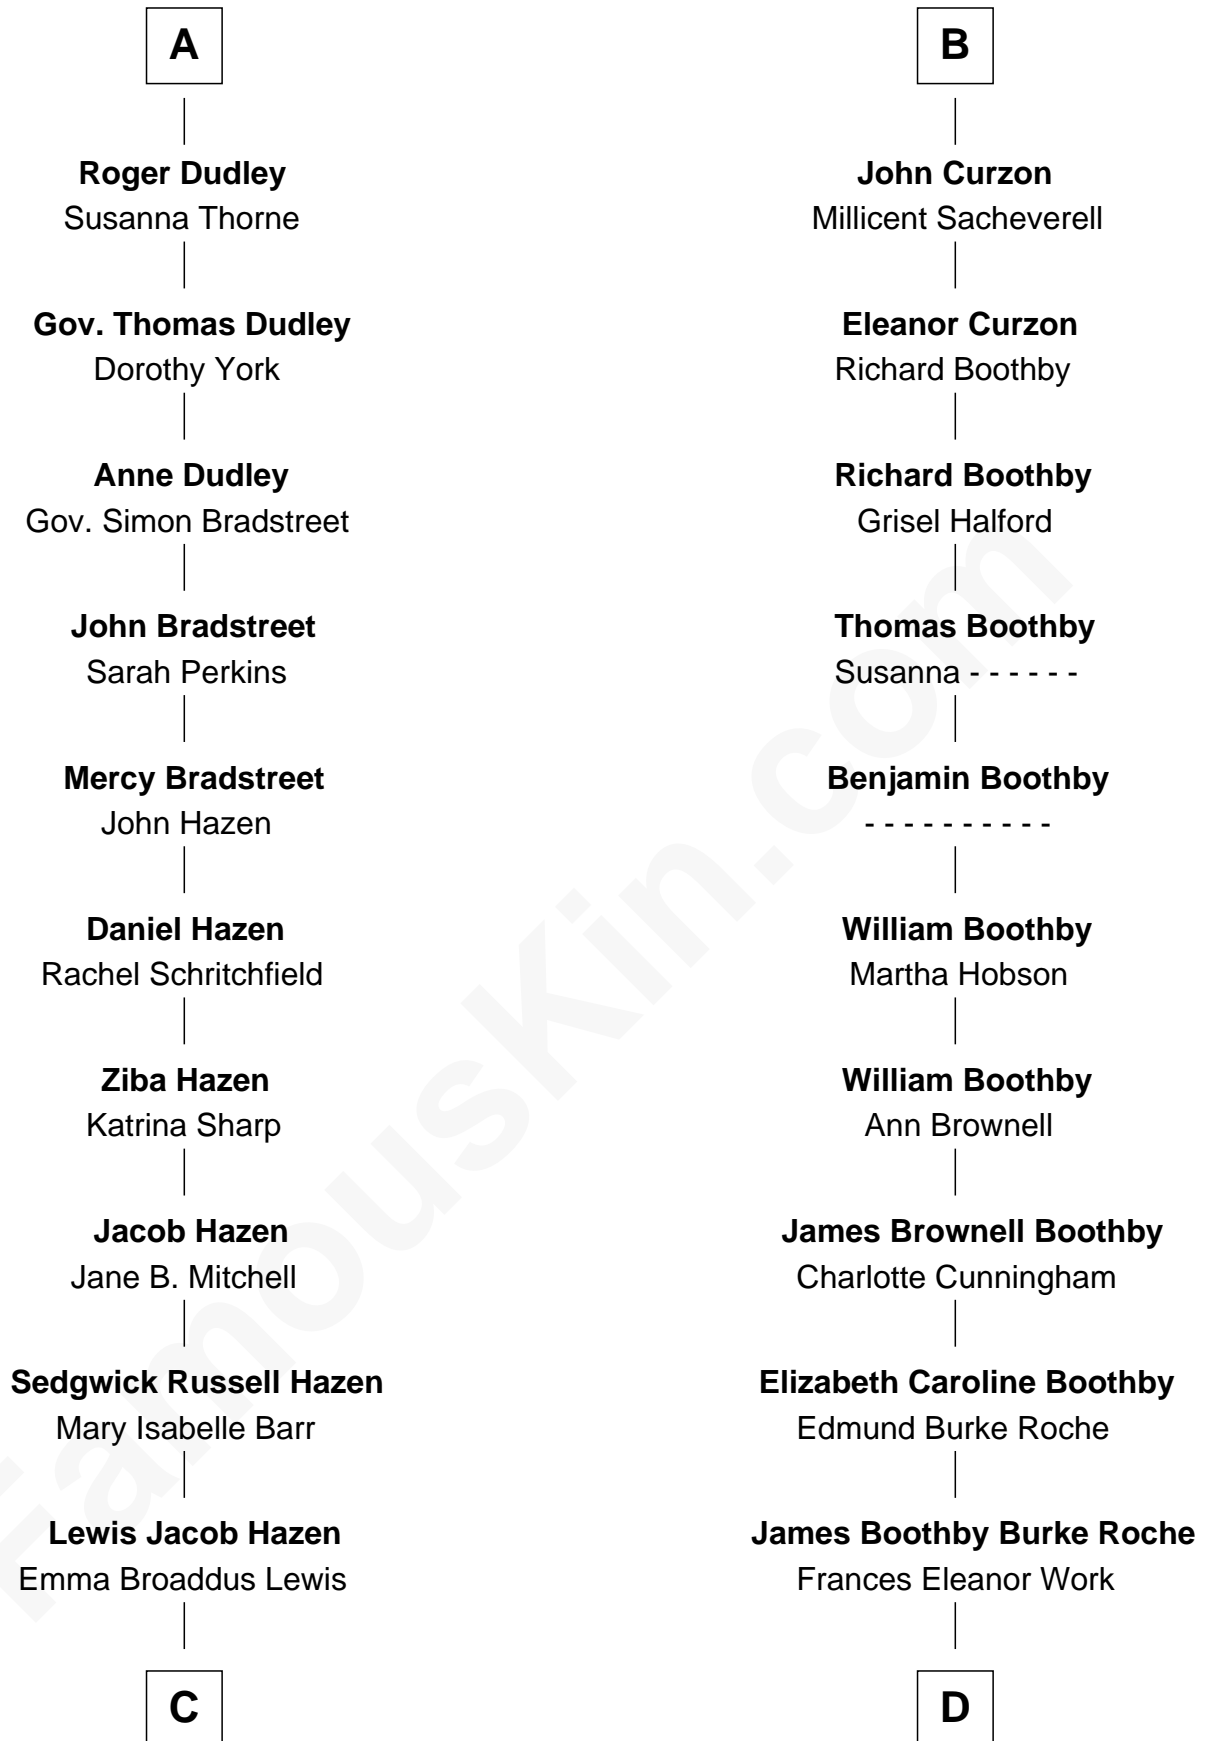 A
Roger Dudley
Susanna Thorne
Gov. Thomas Dudley
Dorothy York
Anne Dudley
Gov. Simon Bradstreet
John Bradstreet
Sarah Perkins
Mercy Bradstreet
John Hazen
Daniel Hazen
Rachel Schritchfield
Ziba Hazen
Katrina Sharp
Jacob Hazen
Jane B. Mitchell
Sedgwick Russell Hazen
Mary Isabelle Barr
Lewis Jacob Hazen
Emma Broaddus Lewis
C
B
John Curzon
Millicent Sacheverell
Eleanor Curzon
Richard Boothby
Richard Boothby
Grisel Halford
Thomas Boothby
Susanna - - - - - -
Benjamin Boothby
- - - - - - - - - -
William Boothby
Martha Hobson
William Boothby
Ann Brownell
James Brownell Boothby
Charlotte Cunningham
Elizabeth Caroline Boothby
Edmund Burke Roche
James Boothby Burke Roche
Frances Eleanor Work
D
FamousKin.com